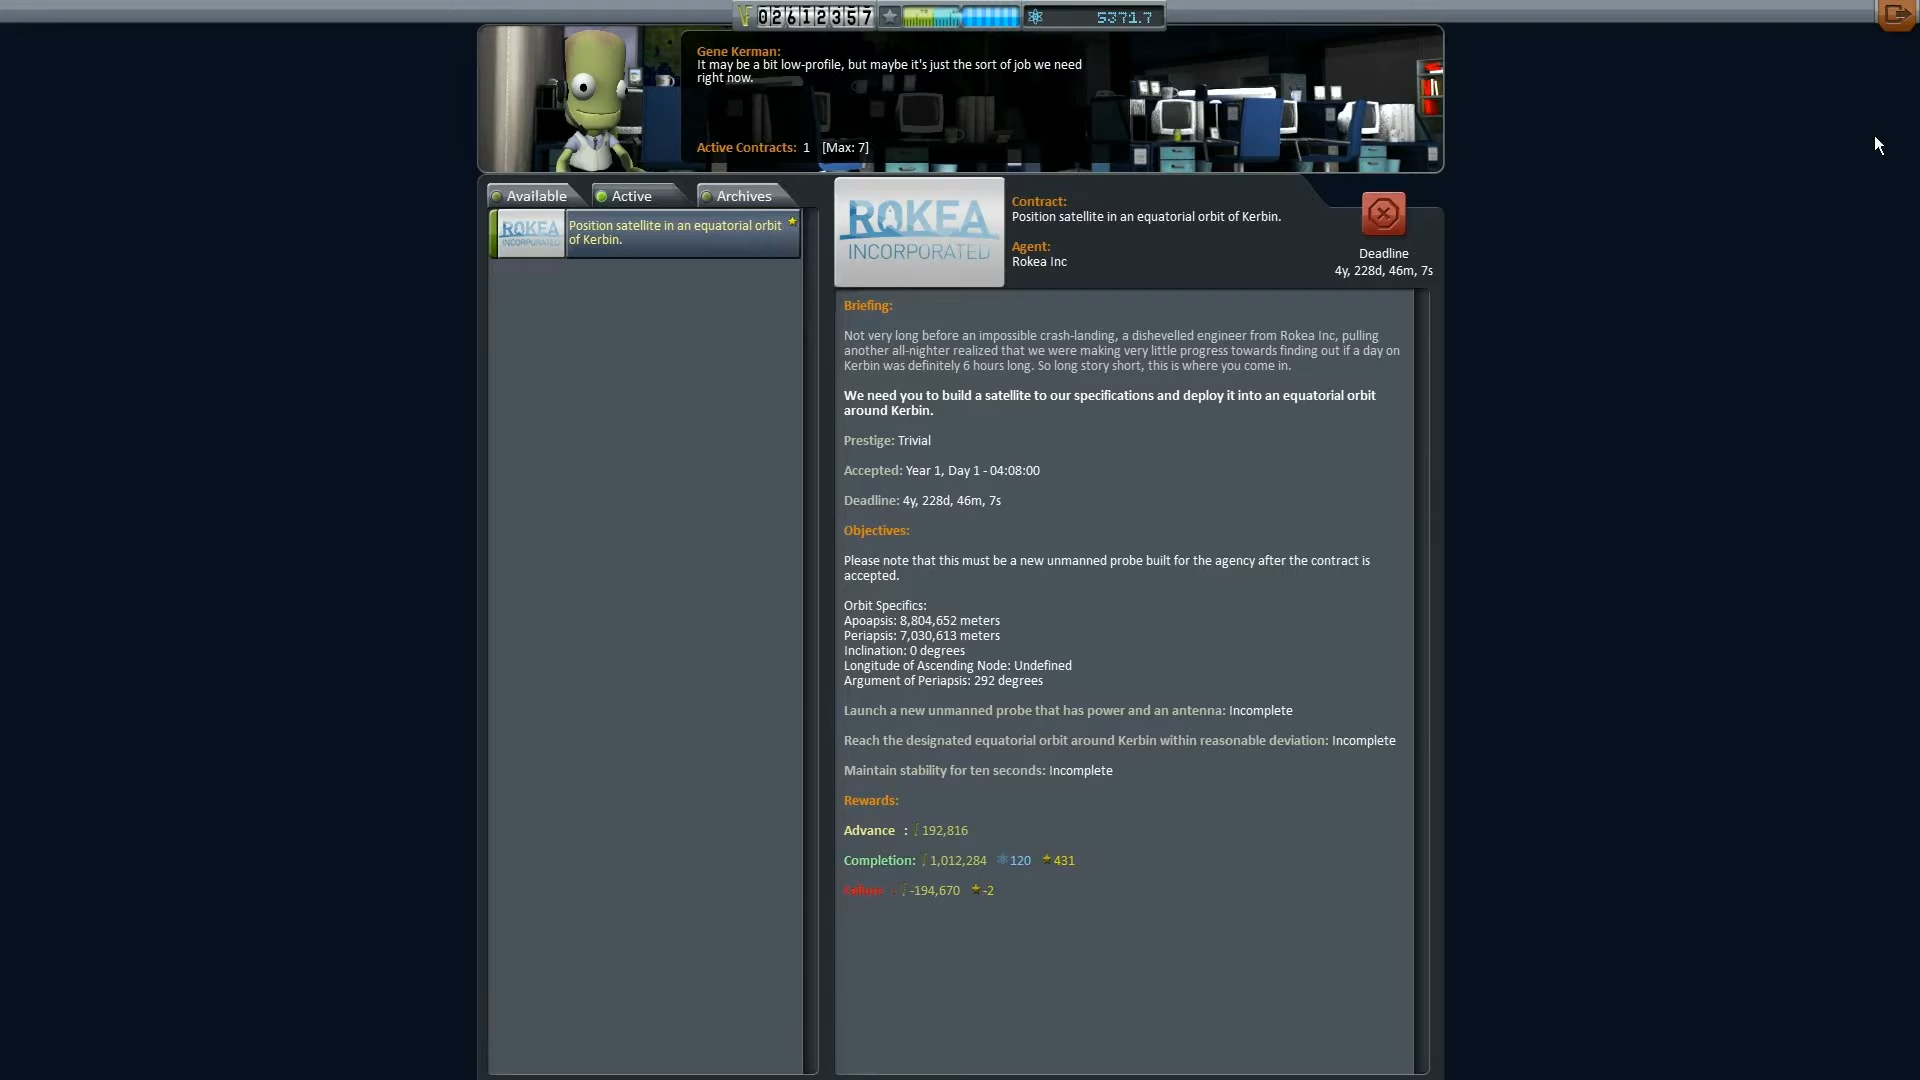 02612357
5371.7
Gene Kerman:
It may be a bit low-profile, but maybe it's just the sort of job we need
right now.
Active Contracts: 1 [Max: 7]
Available
Active
Archives
ROKEA
INCORPORATED
Position satellite in an equatorial orbit
of Kerbin.
ROKEA
INCORPORATED
Contract:
Position satellite in an equatorial orbit of Kerbin.
Agent:
Rokea Inc
Deadline
4y, 228d, 46m, 7s
Briefing:
Not very long before an impossible crash-landing, a dishevelled engineer from Rokea Inc, pulling
another all-nighter realized that we were making very little progress towards finding out if a day on
Kerbin was definitely 6 hours long. So long story short, this is where you come in.
We need you to build a satellite to our specifications and deploy it into an equatorial orbit
around Kerbin.
Prestige: Trivial
Accepted: Year 1, Day 1 - 04:08:00
Deadline: 4y, 228d, 46m, 7s
Objectives:
Please note that this must be a new unmanned probe built for the agency after the contract is
accepted.
Orbit Specifics:
Apoapsis: 8,804,652 meters
Periapsis: 7,030,613 meters
Inclination: 0 degrees
Longitude of Ascending Node: Undefined
Argument of Periapsis: 292 degrees
Launch a new unmanned probe that has power and an antenna: Incomplete
Reach the designated equatorial orbit around Kerbin within reasonable deviation: Incomplete
Maintain stability for ten seconds: Incomplete
Rewards:
Advance : 192,816
Completion: 1,012,284 120 431
Failure : -194,670 -2